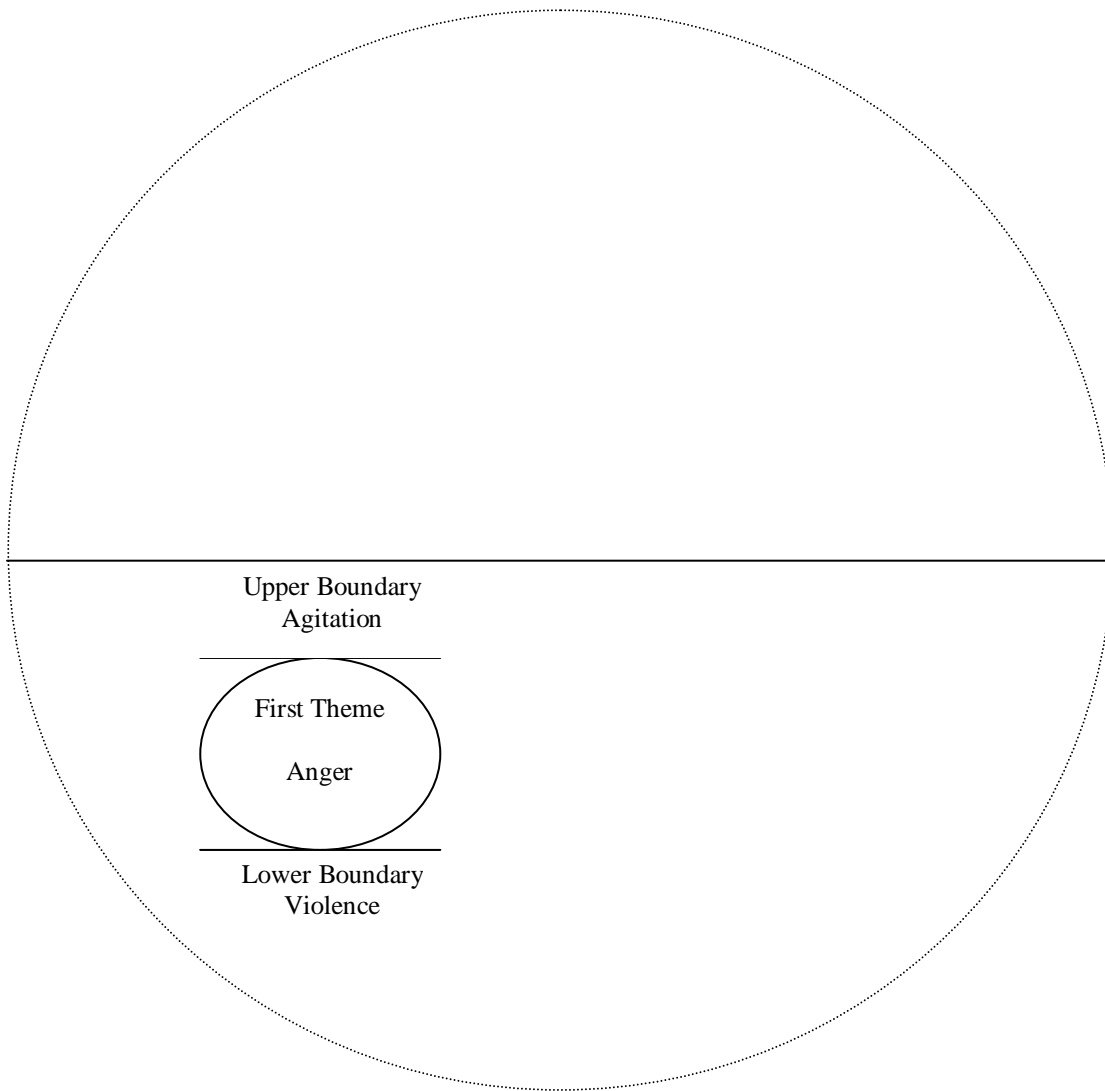 Upper Boundary
Agitation
First Theme
Anger
Lower Boundary
Violence